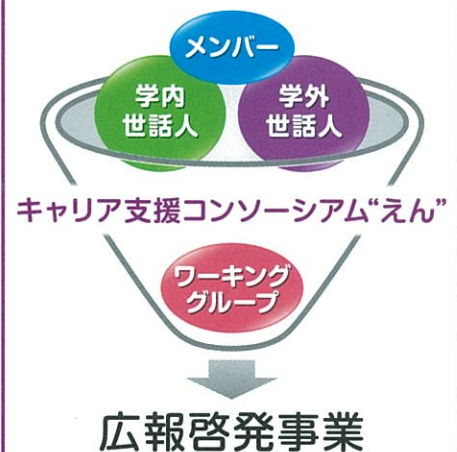 メンバー
学内
世話人
学外
世話人
キャリア支援コンソーシアム“えん”
ワーキング
グループ
広報啓発事業